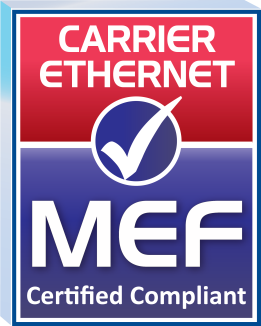 CARRIER
ETHERNET
MEF
Certified Compliant